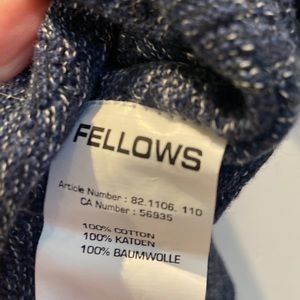 FELLOWS
Article Number : 82.1106. 110
CA Number : 56935
100% COTTON
100% KATOEN
100% BAUMWOLLE